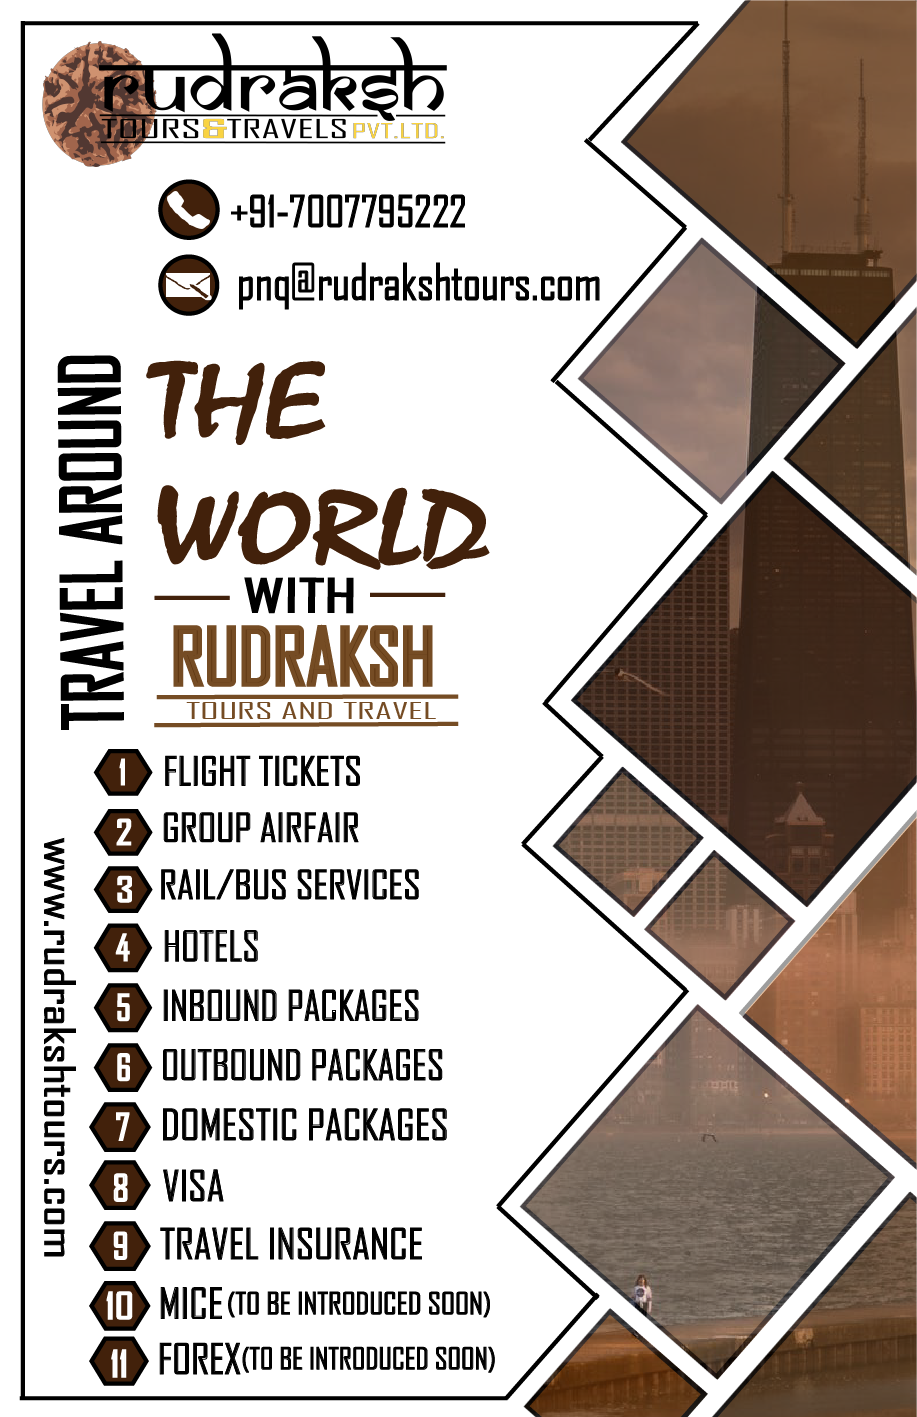 rudraksh
TOURS&TRAVELS PVT.LTD.
+91-7007795222
pnq@rudrakshtours.com
TRAVEL AROUND
THE
WORLD
WITH
RUDRAKSH
TOURS AND TRAVEL
1 FLIGHT TICKETS
2 GROUP AIRFAIR
3 RAIL/BUS SERVICES
4 HOTELS
5 INBOUND PACKAGES
6 OUTBOUND PACKAGES
7 DOMESTIC PACKAGES
8 VISA
9 TRAVEL INSURANCE
10 MICE (TO BE INTRODUCED SOON)
11 FOREX(TO BE INTRODUCED SOON)
www.rudrakshtours.com